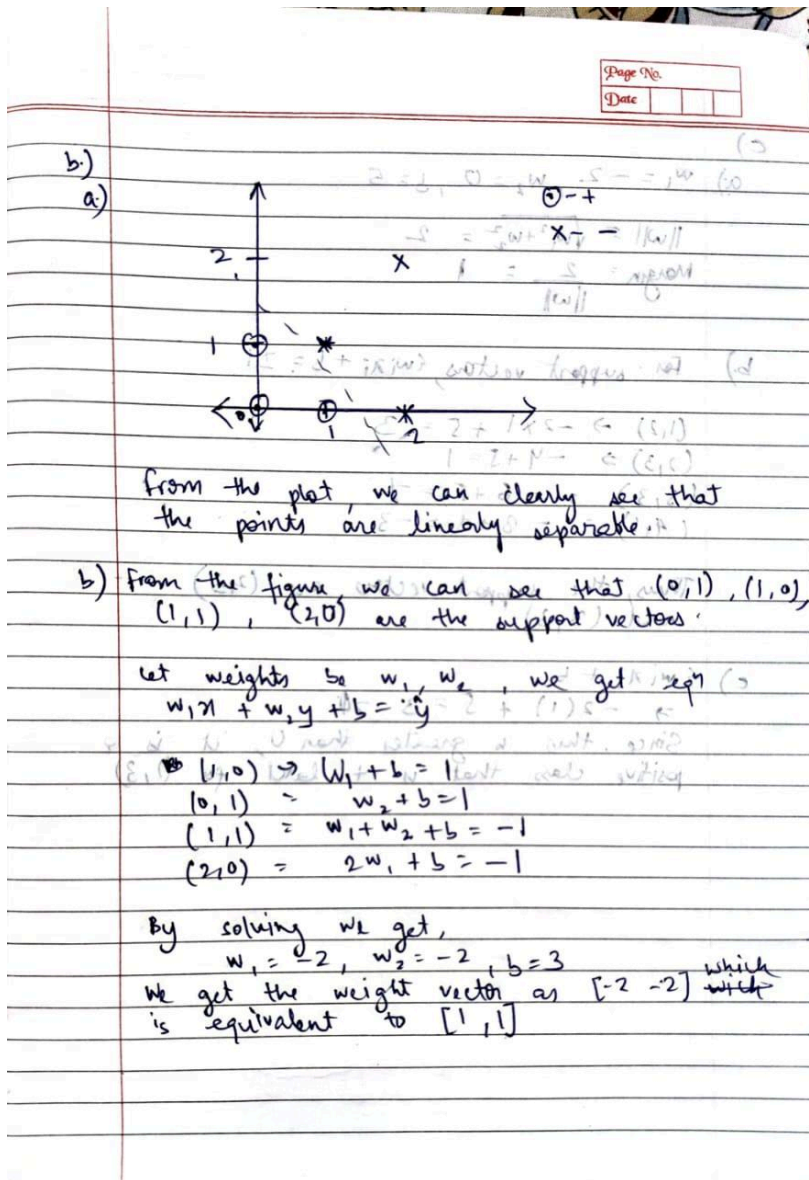 Page No.
Date
b.)
a.)
⊙-+
X- -
2
1
0
1
2
from the plot, we can clearly see that
the points are linearly separable.
b) From the figure, we can see that (0,1), (1,0),
(1,1), (2,0) are the support vectors.
Let weights be w₁, w₂, we get eqn
w₁x + w₂y + b = ŷ
(1,0) → w₁ + b = 1
(0,1) = w₂ + b = 1
(1,1) = w₁ + w₂ + b = -1
(2,0) = 2w₁ + b = -1
By solving we get,
w₁ = -2, w₂ = -2, b = 3
We get the weight vector as [-2 -2] which
is equivalent to [1, 1]